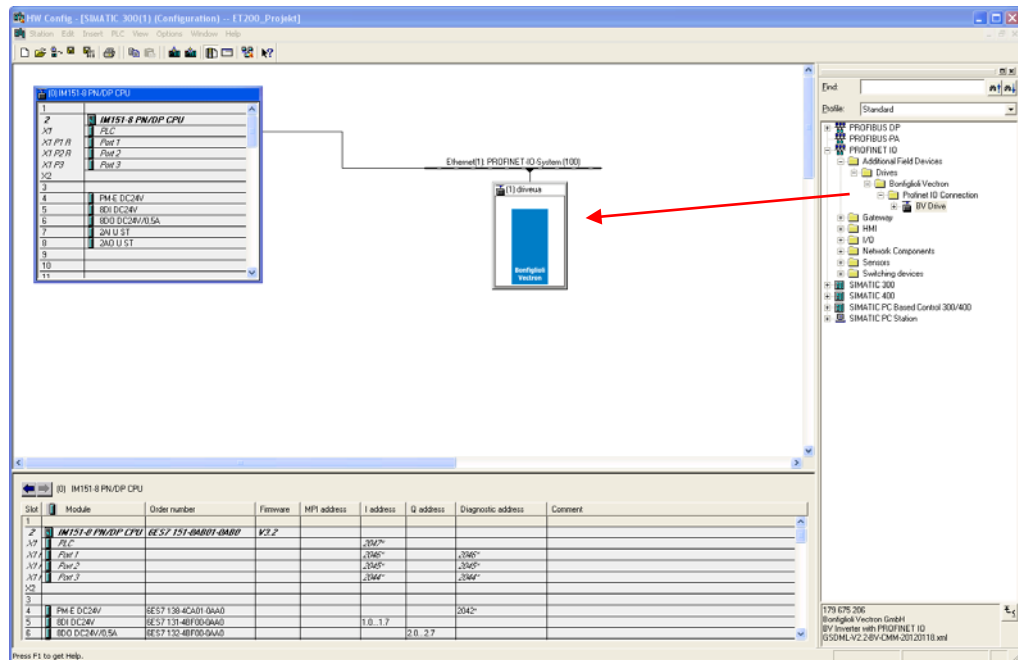 HW Config - [SIMATIC 300(1) (Configuration) -- ET200_Projekt]
Station Edit Insert PLC View Options Window Help
(0) IM151-8 PN/DP CPU
1
2 IM151-8 PN/DP CPU
X1 PLC
X1 P1 R Port 1
X1 P2 R Port 2
X1 P3 Port 3
X2
3
4 PM-E DC24V
5 8DI DC24V
6 8DO DC24V/0,5A
7 2AI U ST
8 2AO U ST
9
10
11
Ethernet(1): PROFINET-IO-System (100)
(1) driveua
Bonfiglioli
Vectron
Find:
Profile: Standard
PROFIBUS DP
PROFIBUS-PA
PROFINET IO
Additional Field Devices
Drives
Bonfiglioli Vectron
Profinet IO Connection
BV Drive
Gateway
HMI
I/O
Network Components
Sensors
Switching devices
SIMATIC 300
SIMATIC 400
SIMATIC PC Based Control 300/400
SIMATIC PC Station
(0) IM151-8 PN/DP CPU
Slot Module Order number Firmware MPI address I address Q address Diagnostic address Comment
1
2 IM151-8 PN/DP CPU 6ES7 151-8AB01-0AB0 V3.2
X1 PLC 2047*
X1 Port 1 2046* 2046*
X1 Port 2 2045* 2045*
X1 Port 3 2044* 2044*
X2
3
4 PM-E DC24V 6ES7 138-4CA01-0AA0 2042*
5 8DI DC24V 6ES7 131-4BF00-0AA0 1.0...1.7
6 8DO DC24V/0,5A 6ES7 132-4BF00-0AA0 2.0...2.7
179 675 206
Bonfiglioli Vectron GmbH
BV Inverter with PROFINET IO
GSDML-V2.2-BV-CMM-20120118.xml
Press F1 to get Help.